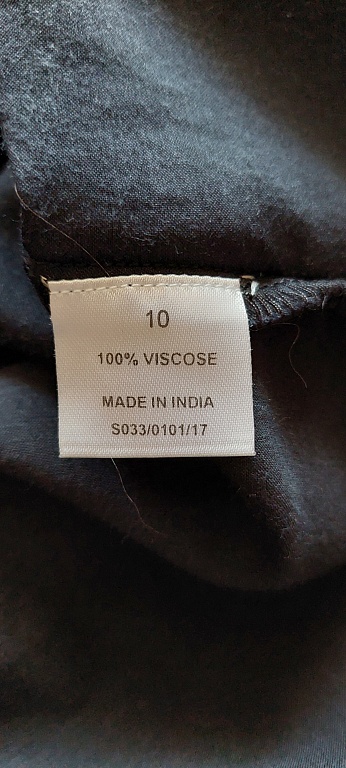 10
100% VISCOSE
MADE IN INDIA
S033/0101/17